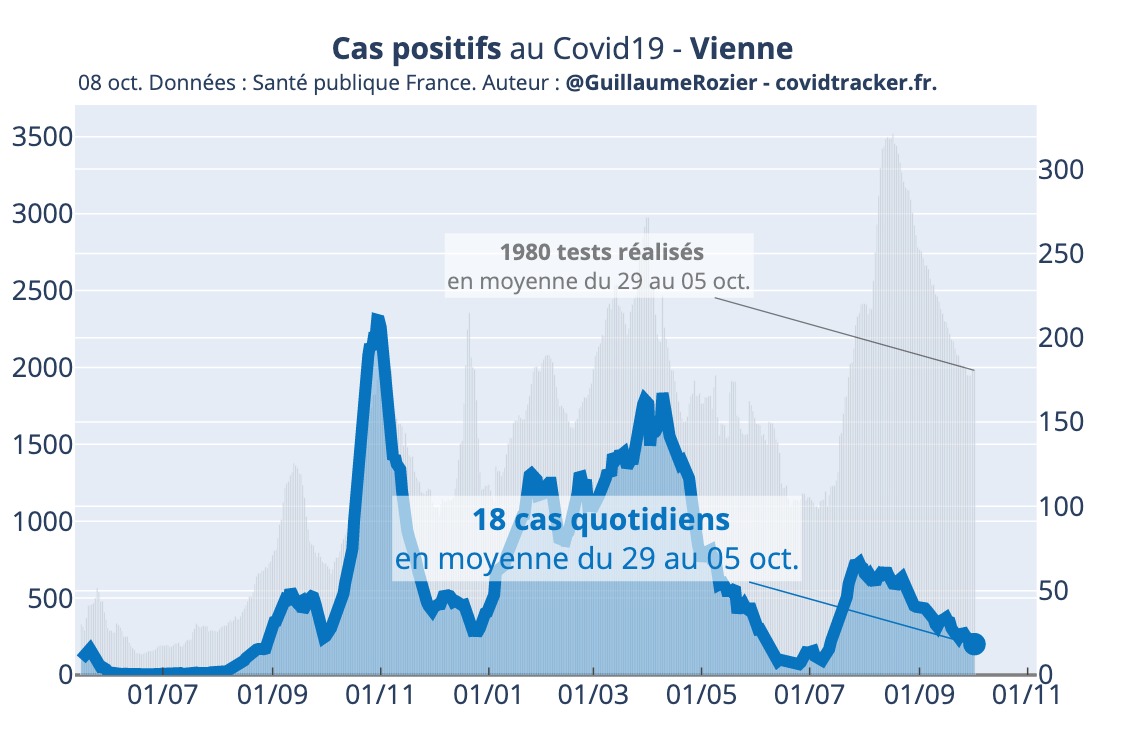 Cas positifs au Covid19 - Vienne
08 oct. Données : Santé publique France. Auteur : @GuillaumeRozier - covidtracker.fr.
3500
3000
2500
2000
1500
1000
500
0
300
250
200
150
100
50
0
1980 tests réalisés
en moyenne du 29 au 05 oct.
18 cas quotidiens
en moyenne du 29 au 05 oct.
01/07 01/09 01/11 01/01 01/03 01/05 01/07 01/09 01/11